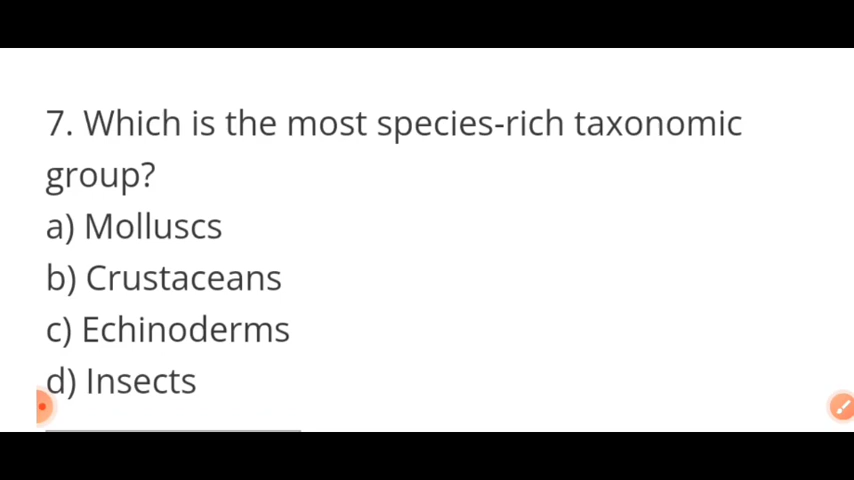 7. Which is the most species-rich taxonomic
group?
a) Molluscs
b) Crustaceans
c) Echinoderms
d) Insects